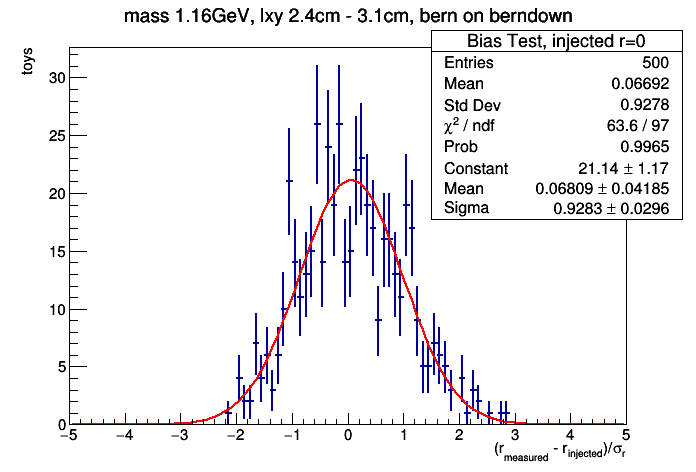 mass 1.16GeV, lxy 2.4cm - 3.1cm, bern on berndown
Bias Test, injected r=0
Entries 500
Mean 0.06692
Std Dev 0.9278
χ² / ndf 63.6 / 97
Prob 0.9965
Constant 21.14 ± 1.17
Mean 0.06809 ± 0.04185
Sigma 0.9283 ± 0.0296
toys
30
25
20
15
10
5
0
−5 −4 −3 −2 −1 0 1 2 3 4 5
(r_measured - r_injected)/σ_r